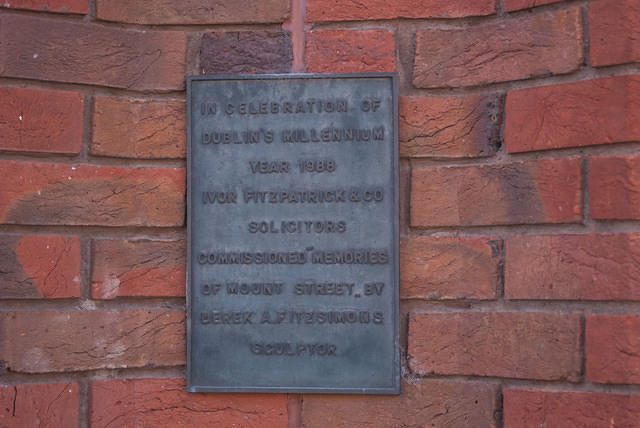 IN CELEBRATION OF
DUBLIN'S MILLENNIUM
YEAR 1988
IVOR FITZPATRICK & CO
SOLICITORS
COMMISSIONED "MEMORIES
OF MOUNT STREET" BY
DEREK A. FITZSIMONS
SCULPTOR